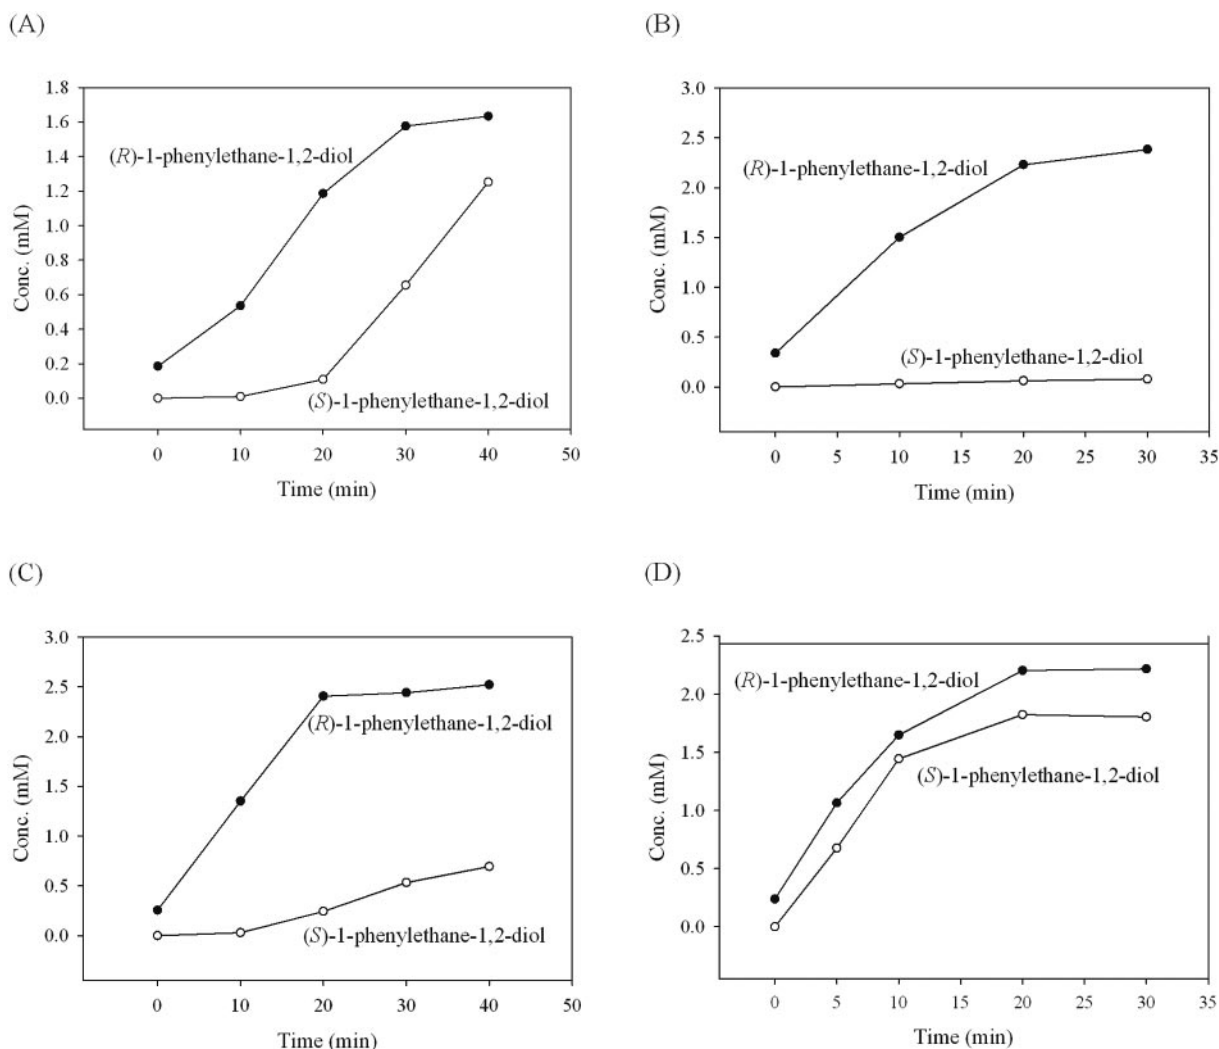 (A)
1.8
1.6
1.4
1.2
1.0
0.8
0.6
0.4
0.2
0.0
Conc. (mM)
(R)-1-phenylethane-1,2-diol
(S)-1-phenylethane-1,2-diol
0 10 20 30 40 50
Time (min)
(B)
3.0
2.5
2.0
1.5
1.0
0.5
0.0
Conc. (mM)
(R)-1-phenylethane-1,2-diol
(S)-1-phenylethane-1,2-diol
0 5 10 15 20 25 30 35
Time (min)
(C)
3.0
2.5
2.0
1.5
1.0
0.5
0.0
Conc. (mM)
(R)-1-phenylethane-1,2-diol
(S)-1-phenylethane-1,2-diol
0 10 20 30 40 50
Time (min)
(D)
2.5
2.0
1.5
1.0
0.5
0.0
Conc. (mM)
(R)-1-phenylethane-1,2-diol
(S)-1-phenylethane-1,2-diol
0 5 10 15 20 25 30 35
Time (min)